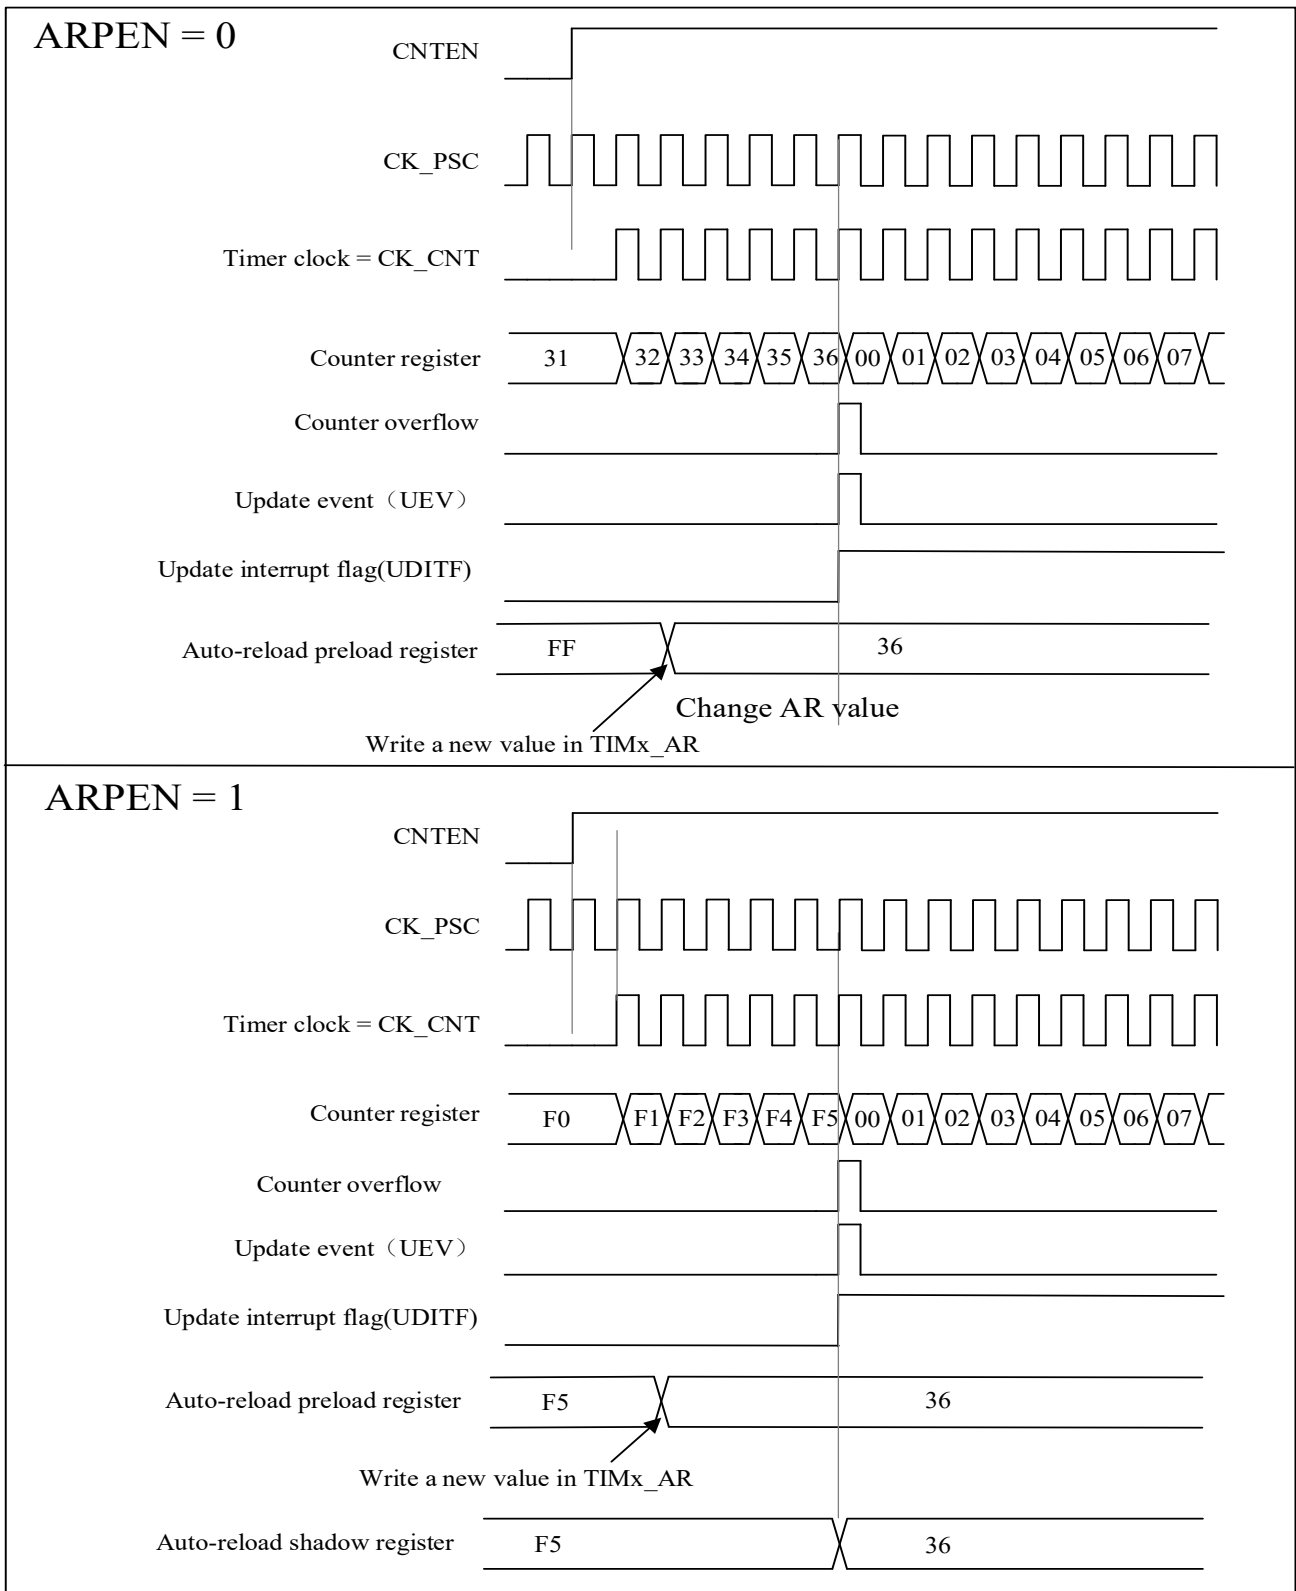 ARPEN = 0
CNTEN
CK_PSC
Timer clock = CK_CNT
Counter register 31 32 33 34 35 36 00 01 02 03 04 05 06 07
Counter overflow
Update event（UEV）
Update interrupt flag(UDITF)
Auto-reload preload register FF 36
Change AR value
Write a new value in TIMx_AR
ARPEN = 1
CNTEN
CK_PSC
Timer clock = CK_CNT
Counter register F0 F1 F2 F3 F4 F5 00 01 02 03 04 05 06 07
Counter overflow
Update event（UEV）
Update interrupt flag(UDITF)
Auto-reload preload register F5 36
Write a new value in TIMx_AR
Auto-reload shadow register F5 36